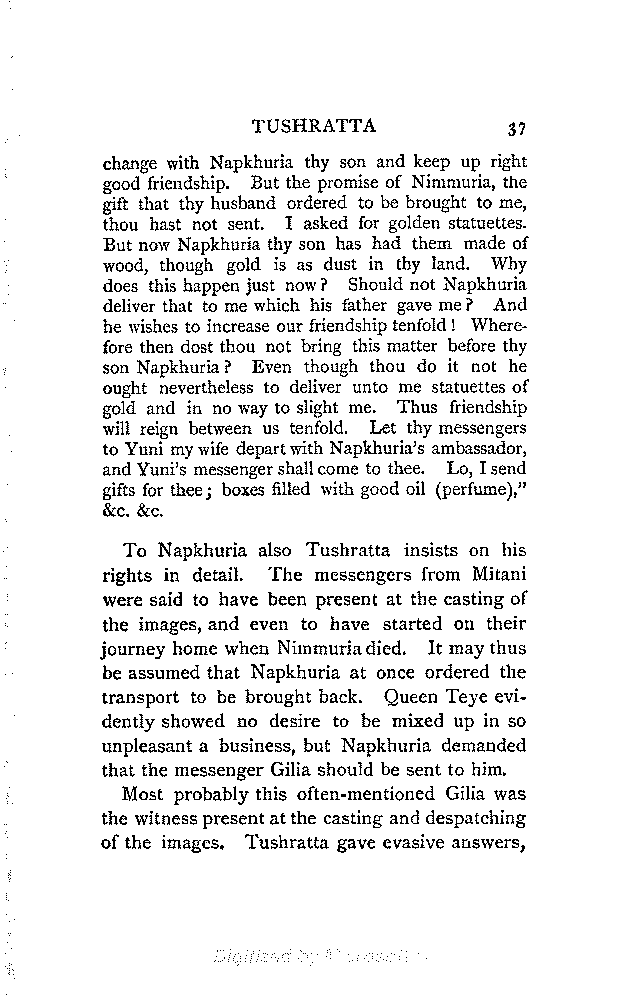 TUSHRATTA 37
change with Napkhuria thy son and keep up right
good friendship. But the promise of Nimmuria, the
gift that thy husband ordered to be brought to me,
thou hast not sent. I asked for golden statuettes.
But now Napkhuria thy son has had them made of
wood, though gold is as dust in thy land. Why
does this happen just now? Should not Napkhuria
deliver that to me which his father gave me? And
he wishes to increase our friendship tenfold! Where-
fore then dost thou not bring this matter before thy
son Napkhuria? Even though thou do it not he
ought nevertheless to deliver unto me statuettes of
gold and in no way to slight me. Thus friendship
will reign between us tenfold. Let thy messengers
to Yuni my wife depart with Napkhuria's ambassador,
and Yuni's messenger shall come to thee. Lo, I send
gifts for thee; boxes filled with good oil (perfume),"
&c. &c.
To Napkhuria also Tushratta insists on his
rights in detail. The messengers from Mitani
were said to have been present at the casting of
the images, and even to have started on their
journey home when Nimmuria died. It may thus
be assumed that Napkhuria at once ordered the
transport to be brought back. Queen Teye evi-
dently showed no desire to be mixed up in so
unpleasant a business, but Napkhuria demanded
that the messenger Gilia should be sent to him.
Most probably this often-mentioned Gilia was
the witness present at the casting and despatching
of the images. Tushratta gave evasive answers,
Digitized by